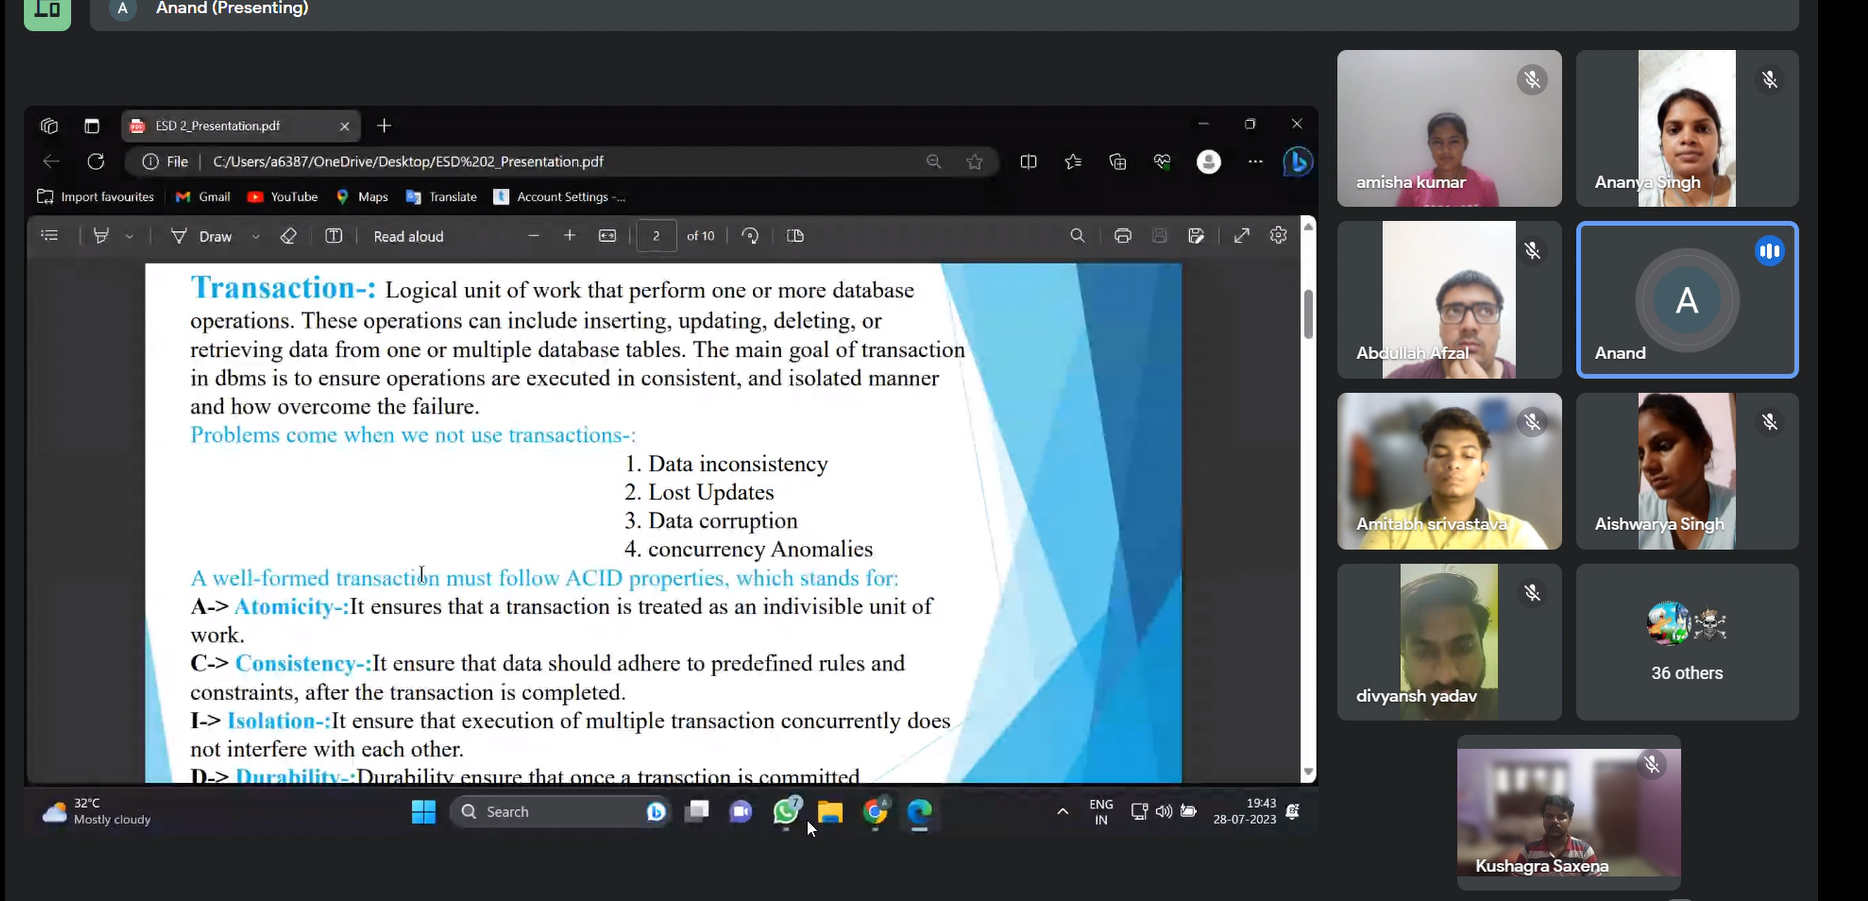 A Anand (Presenting)
ESD 2_Presentation.pdf
File C:/Users/a6387/OneDrive/Desktop/ESD%202_Presentation.pdf
Import favourites Gmail YouTube Maps Translate Account Settings -...
Draw Read aloud 2 of 10
Transaction-: Logical unit of work that perform one or more database
operations. These operations can include inserting, updating, deleting, or
retrieving data from one or multiple database tables. The main goal of transaction
in dbms is to ensure operations are executed in consistent, and isolated manner
and how overcome the failure.
Problems come when we not use transactions-:
1. Data inconsistency
2. Lost Updates
3. Data corruption
4. concurrency Anomalies
A well-formed transaction must follow ACID properties, which stands for:
A-> Atomicity-:It ensures that a transaction is treated as an indivisible unit of
work.
C-> Consistency-:It ensure that data should adhere to predefined rules and
constraints, after the transaction is completed.
I-> Isolation-:It ensure that execution of multiple transaction concurrently does
not interfere with each other.
D-> Durability-:Durability ensure that once a transction is committed
32°C
Mostly cloudy
Search
7
A
ENG
IN
19:43
28-07-2023
amisha kumar
Ananya Singh
Abdullah Afzal
A
Anand
Amitabh srivastava
Aishwarya Singh
divyansh yadav
36 others
Kushagra Saxena